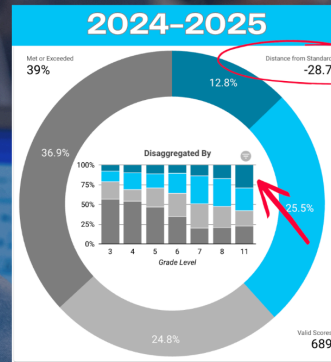 2024-2025
Met or Exceeded
39%
Distance from Standard
-28.7
12.8%
36.9%
25.5%
24.8%
Disaggregated By
100%
75%
50%
25%
0%
3 4 5 6 7 8 11
Grade Level
Valid Scores
689